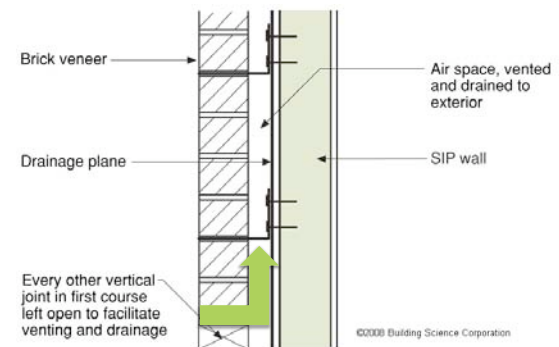 Brick veneer
Air space, vented
and drained to
exterior
Drainage plane
SIP wall
Every other vertical
joint in first course
left open to facilitate
venting and drainage
©2008 Building Science Corporation